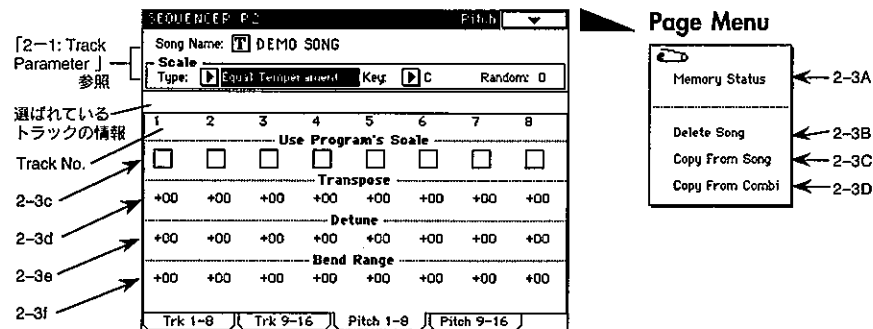 SEQUENCER P2 Pitch
Song Name: T DEMO SONG
Scale
Type: Equal Temperament Key: C Random: 0
1 2 3 4 5 6 7 8
Use Program's Scale
Transpose
+00 +00 +00 +00 +00 +00 +00 +00
Detune
+00 +00 +00 +00 +00 +00 +00 +00
Bend Range
+00 +00 +00 +00 +00 +00 +00 +00
Trk 1-8 Trk 9-16 Pitch 1-8 Pitch 9-16
「2-1: Track
Parameter 」
参照
選ばれている
トラックの情報
Track No.
2-3c
2-3d
2-3e
2-3f
Page Menu
Memory Status
Delete Song
Copy From Song
Copy From Combi
2-3A
2-3B
2-3C
2-3D